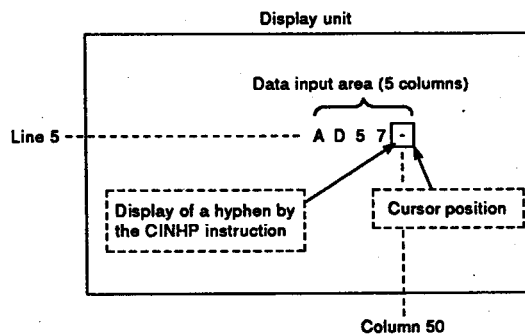 Display unit
Data input area (5 columns)
Line 5
A D 5 7 -
Display of a hyphen by
the CINHP instruction
Cursor position
Column 50